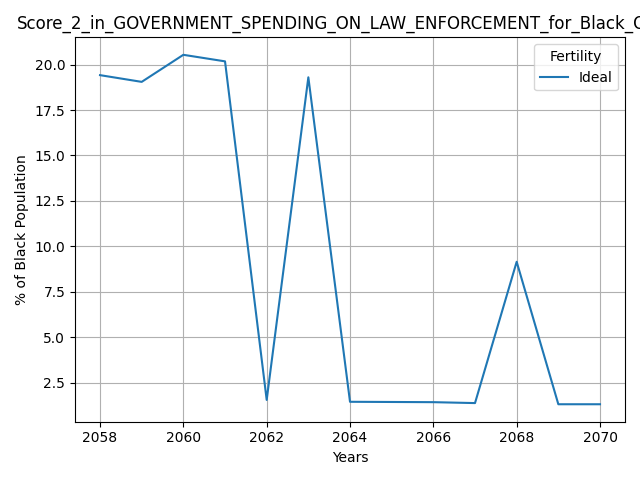 Score_2_in_GOVERNMENT_SPENDING_ON_LAW_ENFORCEMENT_for_Black_
Fertility
Ideal
20.0
17.5
15.0
12.5
10.0
7.5
5.0
2.5
% of Black Population
2058 2060 2062 2064 2066 2068 2070
Years